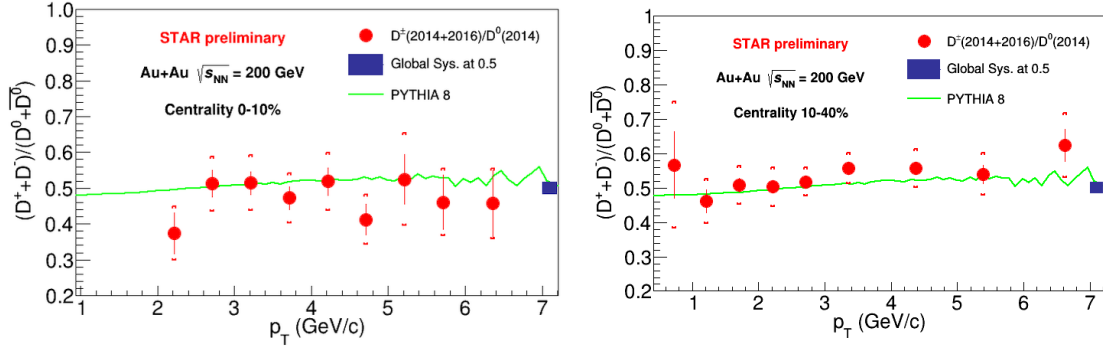 1.0
0.9
0.8
0.7
0.6
0.5
0.4
0.3
0.2
(D⁺+D⁻)/(D⁰+D̅⁰)
STAR preliminary
Au+Au √s_NN = 200 GeV
Centrality 0-10%
D^±(2014+2016)/D⁰(2014)
Global Sys. at 0.5
PYTHIA 8
1 2 3 4 5 6 7
p_T (GeV/c)
1
0.9
0.8
0.7
0.6
0.5
0.4
0.3
0.2
(D⁺+D⁻)/(D⁰+D̅⁰)
STAR preliminary
Au+Au √s_NN = 200 GeV
Centrality 10-40%
D^±(2014+2016)/D⁰(2014)
Global Sys. at 0.5
PYTHIA 8
1 2 3 4 5 6 7
p_T (GeV/c)